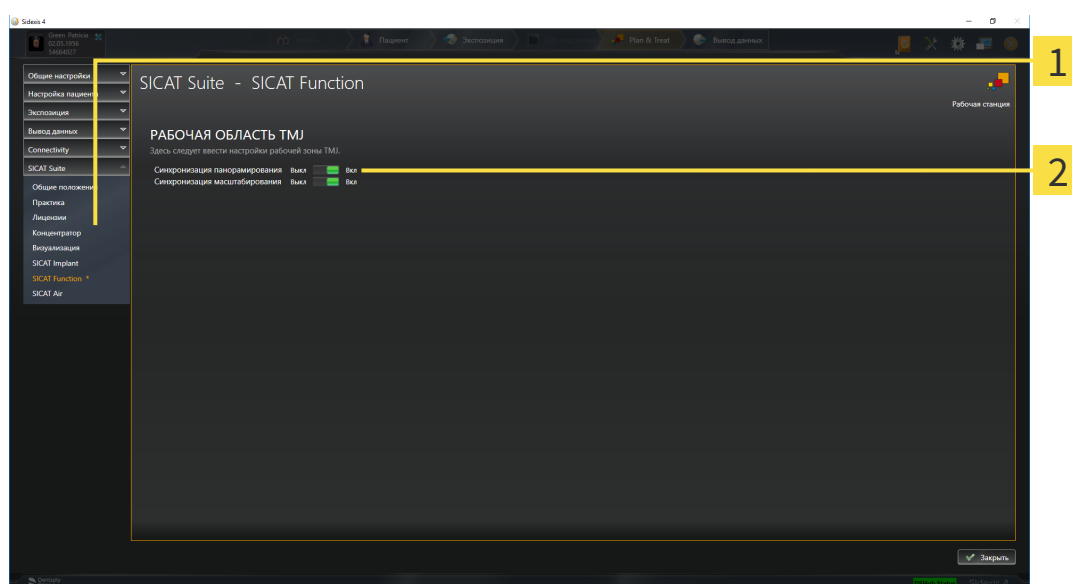 Sidexis 4
Green Patricia
02.05.1956
54664027
Пациент
Экспозиция
Plan & Treat
Вывод данных
1
Общие настройки
Настройка пациента
Экспозиция
Вывод данных
Connectivity
SICAT Suite
Общие положения
Практика
Лицензии
Концентратор
Визуализация
SICAT Implant
SICAT Function *
SICAT Air
SICAT Suite - SICAT Function
Рабочая станция
РАБОЧАЯ ОБЛАСТЬ TMJ
Здесь следует ввести настройки рабочей зоны TMJ.
Синхронизация панорамирования Выкл Вкл
2
Синхронизация масштабирования Выкл Вкл
Закрыть
Sidexis 4